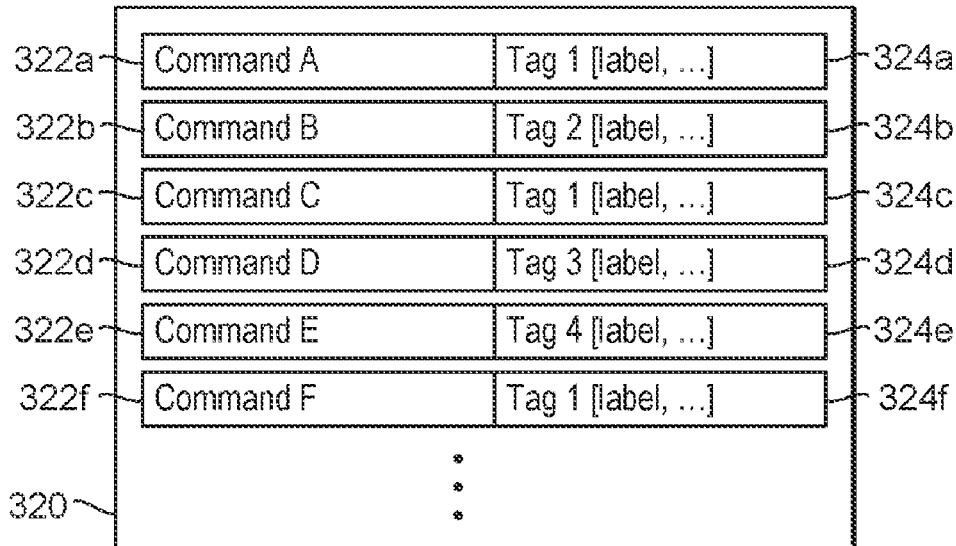 322a Command A Tag 1 [label, ...] 324a
322b Command B Tag 2 [label, ...] 324b
322c Command C Tag 1 [label, ...] 324c
322d Command D Tag 3 [label, ...] 324d
322e Command E Tag 4 [label, ...] 324e
322f Command F Tag 1 [label, ...] 324f
320